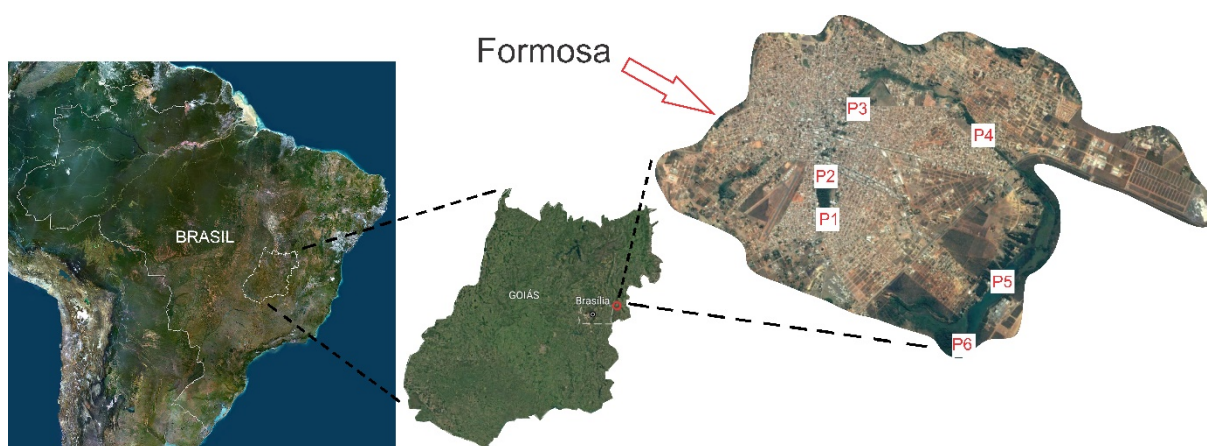 Formosa
BRASIL
GOIÁS
Brasília
P3
P4
P2
P1
P5
P6